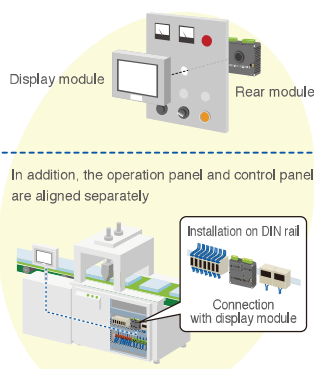 Display module
Rear module
In addition, the operation panel and control panel
are aligned separately
Installation on DIN rail
Connection
with display module